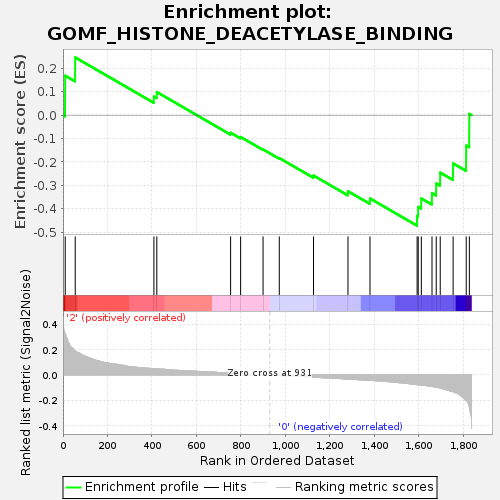 Enrichment plot:
GOMF_HISTONE_DEACETYLASE_BINDING
Enrichment score (ES)
0.2
0.1
0.0
-0.1
-0.2
-0.3
-0.4
-0.5
'2' (positively correlated)
Ranked list metric (Signal2Noise)
0.4
0.2
0.0
-0.2
-0.4
Zero cross at 931
'0' (negatively correlated)
0 200 400 600 800 1,000 1,200 1,400 1,600 1,800
Rank in Ordered Dataset
Enrichment profile Hits Ranking metric scores